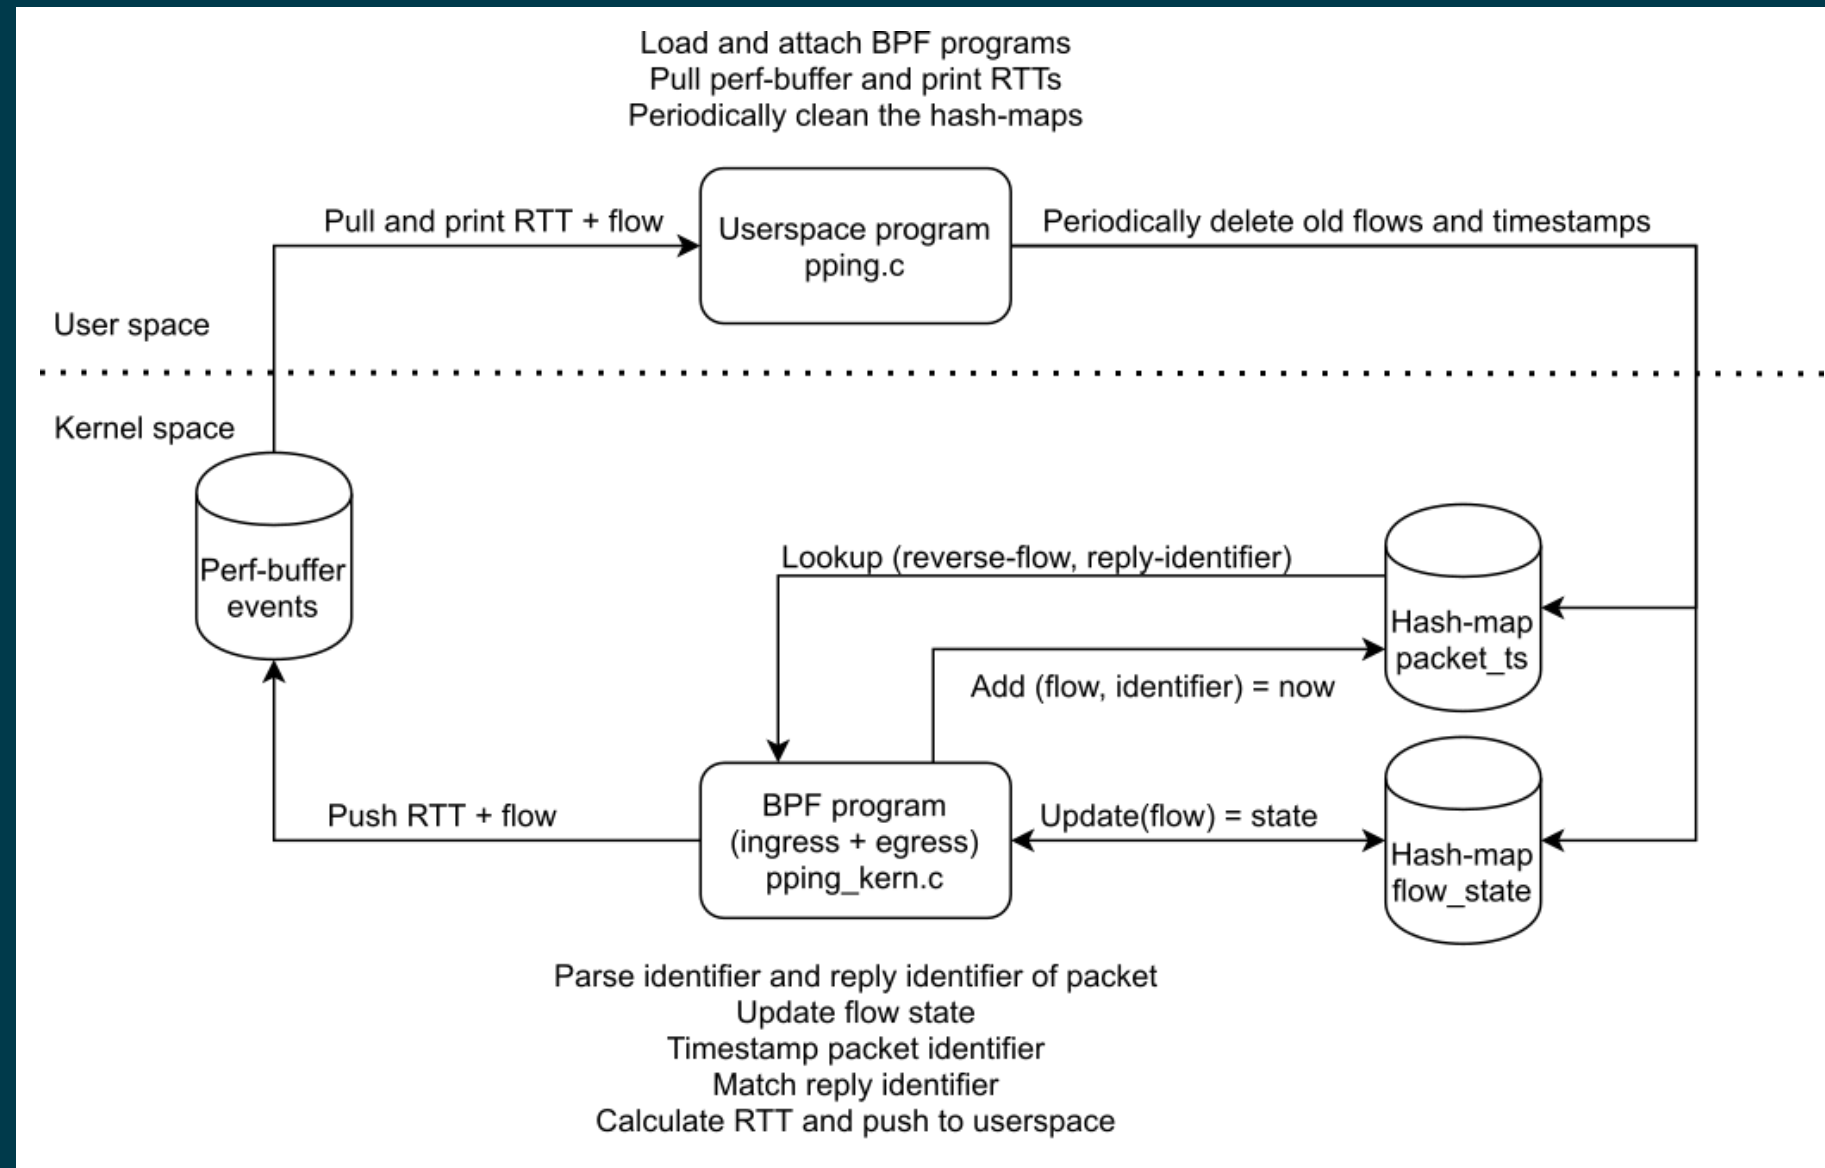 Load and attach BPF programs
Pull perf-buffer and print RTTs
Periodically clean the hash-maps
Pull and print RTT + flow
Userspace program
pping.c
Periodically delete old flows and timestamps
User space
Kernel space
Perf-buffer
events
Lookup (reverse-flow, reply-identifier)
Hash-map
packet_ts
Add (flow, identifier) = now
Push RTT + flow
BPF program
(ingress + egress)
pping_kern.c
Update(flow) = state
Hash-map
flow_state
Parse identifier and reply identifier of packet
Update flow state
Timestamp packet identifier
Match reply identifier
Calculate RTT and push to userspace